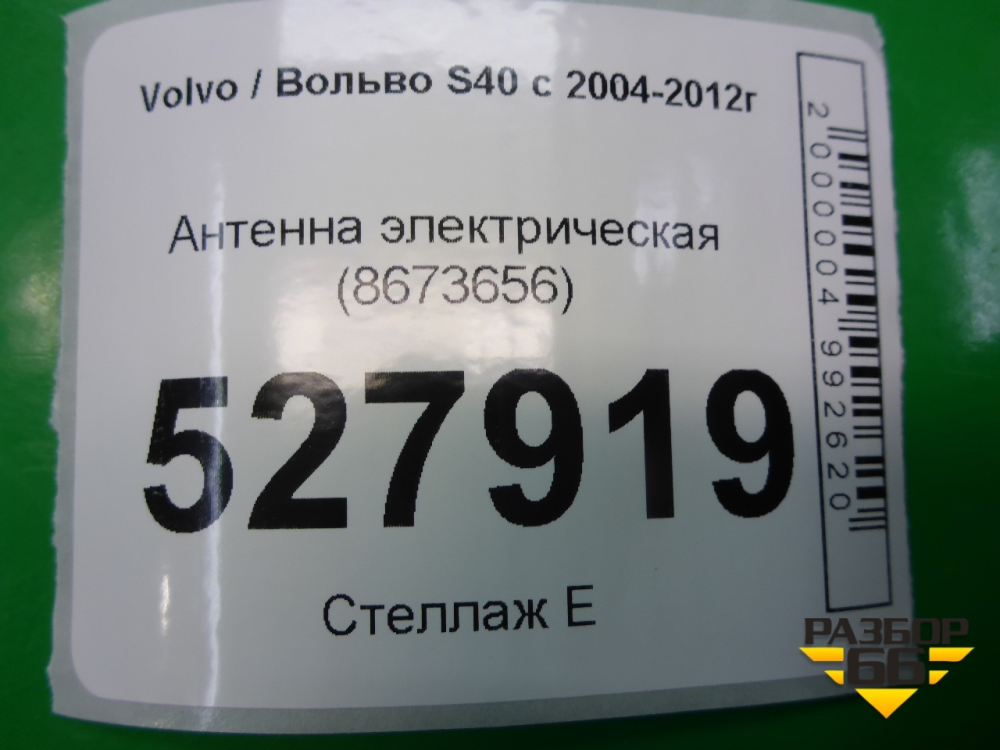 Volvo / Вольво S40 с 2004-2012г
Антенна электрическая
(8673656)
527919
Стеллаж Е
2000004992620
РАЗБОР
66